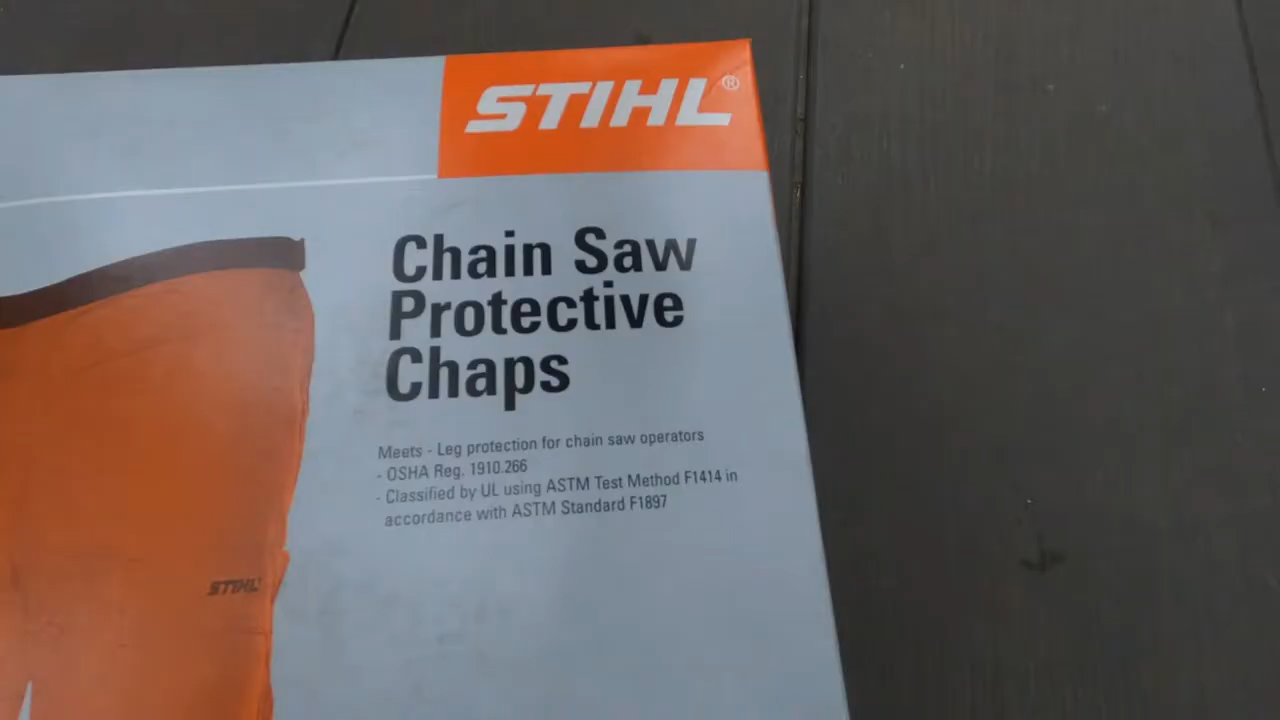 STIHL®
Chain Saw
Protective
Chaps
Meets - Leg protection for chain saw operators
- OSHA Reg. 1910.266
- Classified by UL using ASTM Test Method F1414 in
accordance with ASTM Standard F1897
STIHL